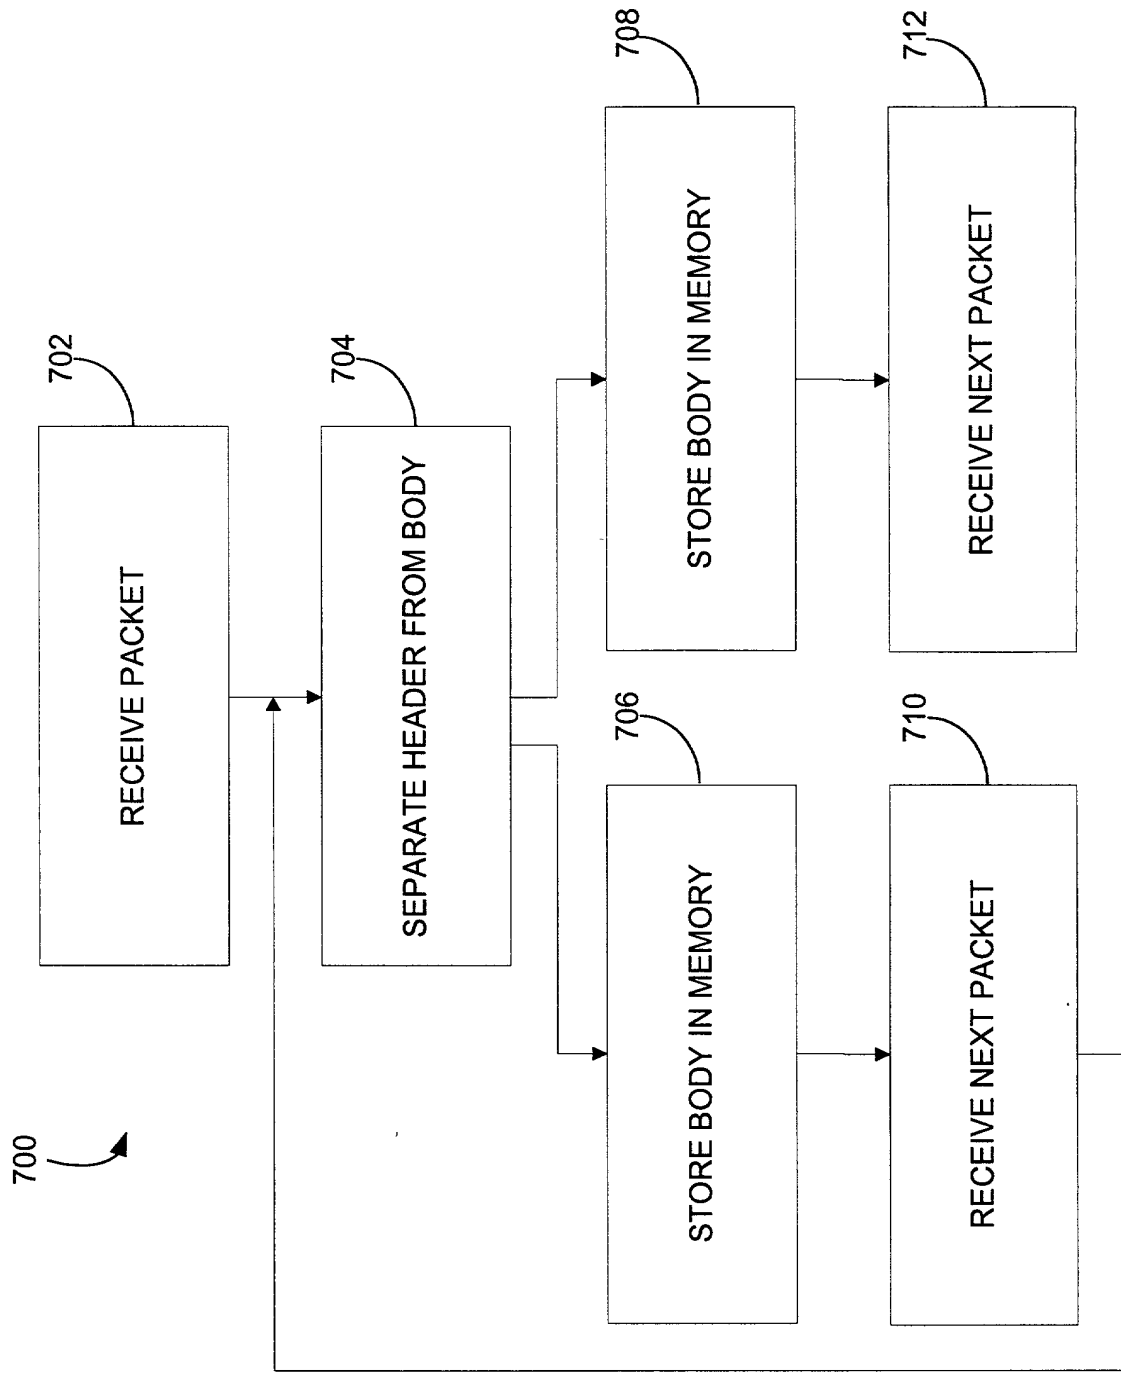 700
702
RECEIVE PACKET
704
SEPARATE HEADER FROM BODY
706
STORE BODY IN MEMORY
708
STORE BODY IN MEMORY
710
RECEIVE NEXT PACKET
712
RECEIVE NEXT PACKET